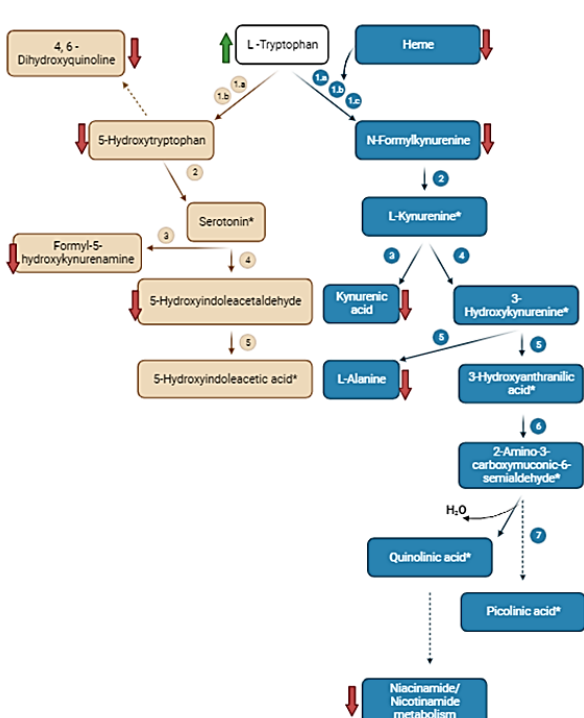 4, 6 -
Dihydroxyquinoline
L -Tryptophan
Heme
1.a
1.b
1.a
1.b
1.c
5-Hydroxytryptophan
N-Formylkynurenine
2
2
Serotonin*
L-Kynurenine*
3
4
3
4
Formyl-5-
hydroxykynurenamine
5-Hydroxyindoleacetaldehyde
Kynurenic
acid
3-
Hydroxykynurenine*
5
5
5
5-Hydroxyindoleacetic acid*
L-Alanine
3-Hydroxyanthranilic
acid*
6
2-Amino-3-
carboxymuconic-6-
semialdehyde*
H₂O
7
Quinolinic acid*
Picolinic acid*
Niacinamide/
Nicotinamide
metabolism